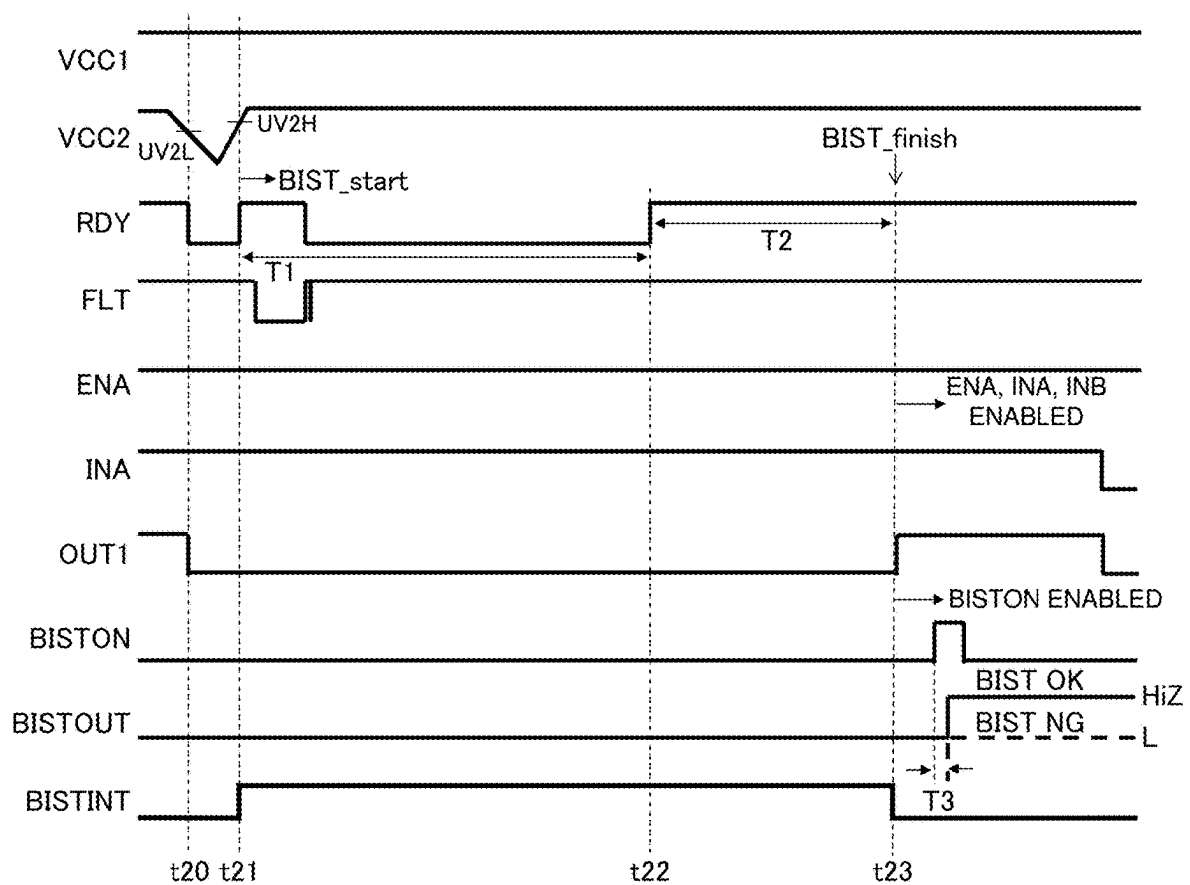 VCC1
VCC2
UV2L
UV2H
BIST_finish
BIST_start
RDY
T2
T1
FLT
ENA
ENA, INA, INB
ENABLED
INA
OUT1
BISTON ENABLED
BISTON
BIST OK
HiZ
BISTOUT
BIST NG
L
BISTINT
T3
t20 t21 t22 t23